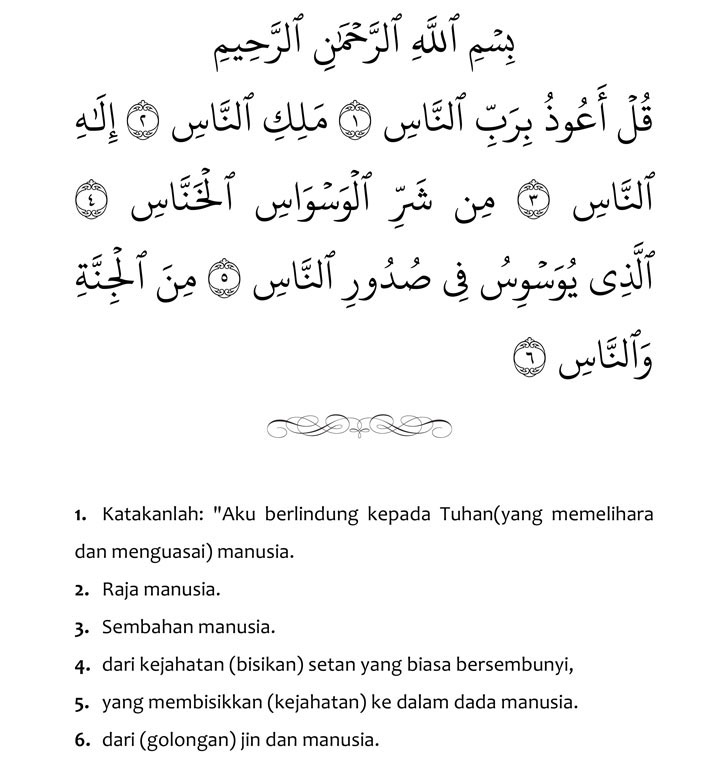 بِسْمِ ٱللَّهِ ٱلرَّحْمَٰنِ ٱلرَّحِيمِ
قُلْ أَعُوذُ بِرَبِّ ٱلنَّاسِ ١ مَلِكِ ٱلنَّاسِ ٢ إِلَٰهِ
ٱلنَّاسِ ٣ مِن شَرِّ ٱلْوَسْوَاسِ ٱلْخَنَّاسِ ٤
ٱلَّذِى يُوَسْوِسُ فِى صُدُورِ ٱلنَّاسِ ٥ مِنَ ٱلْجِنَّةِ
وَٱلنَّاسِ ٦
1. Katakanlah: "Aku berlindung kepada Tuhan(yang memelihara
dan menguasai) manusia.
2. Raja manusia.
3. Sembahan manusia.
4. dari kejahatan (bisikan) setan yang biasa bersembunyi,
5. yang membisikkan (kejahatan) ke dalam dada manusia.
6. dari (golongan) jin dan manusia.